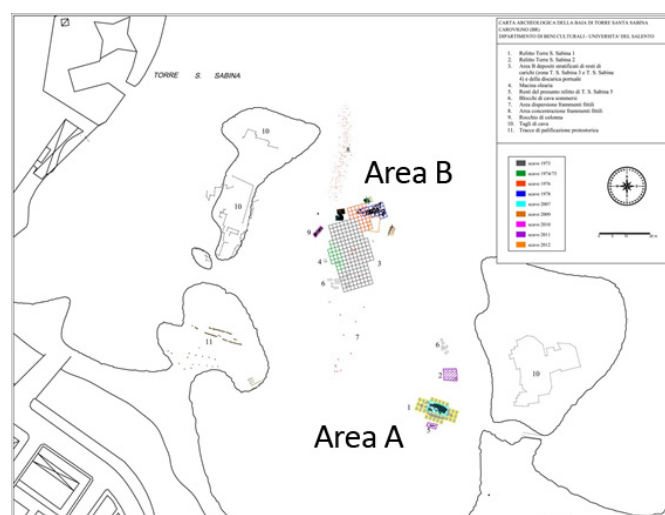 CARTA ARCHEOLOGICA DELLA BAIA DI TORRE SANTA SABINA
CAROVIGNO (BR)
DIPARTIMENTO DI BENI CULTURALI - UNIVERSITA' DEL SALENTO
1. Relitto Torre S. Sabina 1
2. Relitto Torre S. Sabina 2
3. Area B depositi stratificati di resti di
carichi (zona T. S. Sabina 3 e T. S. Sabina
4) e della discarica portuale
4. Macina olearia
5. Resti del presunto relitto di T. S. Sabina 5
6. Blocchi di cava sommersi
7. Area dispersione frammenti fittili
8. Area concentrazione frammenti fittili
9. Rocchio di colonna
10. Tagli di cava
11. Tracce di palificazione protostorica
scavo 1973
scavo 1974/75
scavo 1976
scavo 1978
scavo 2007
scavo 2009
scavo 2010
scavo 2011
scavo 2012
TORRE S. SABINA
10
8
Area B
10
9
3
4
6
7
11
6
2
10
1
5
Area A